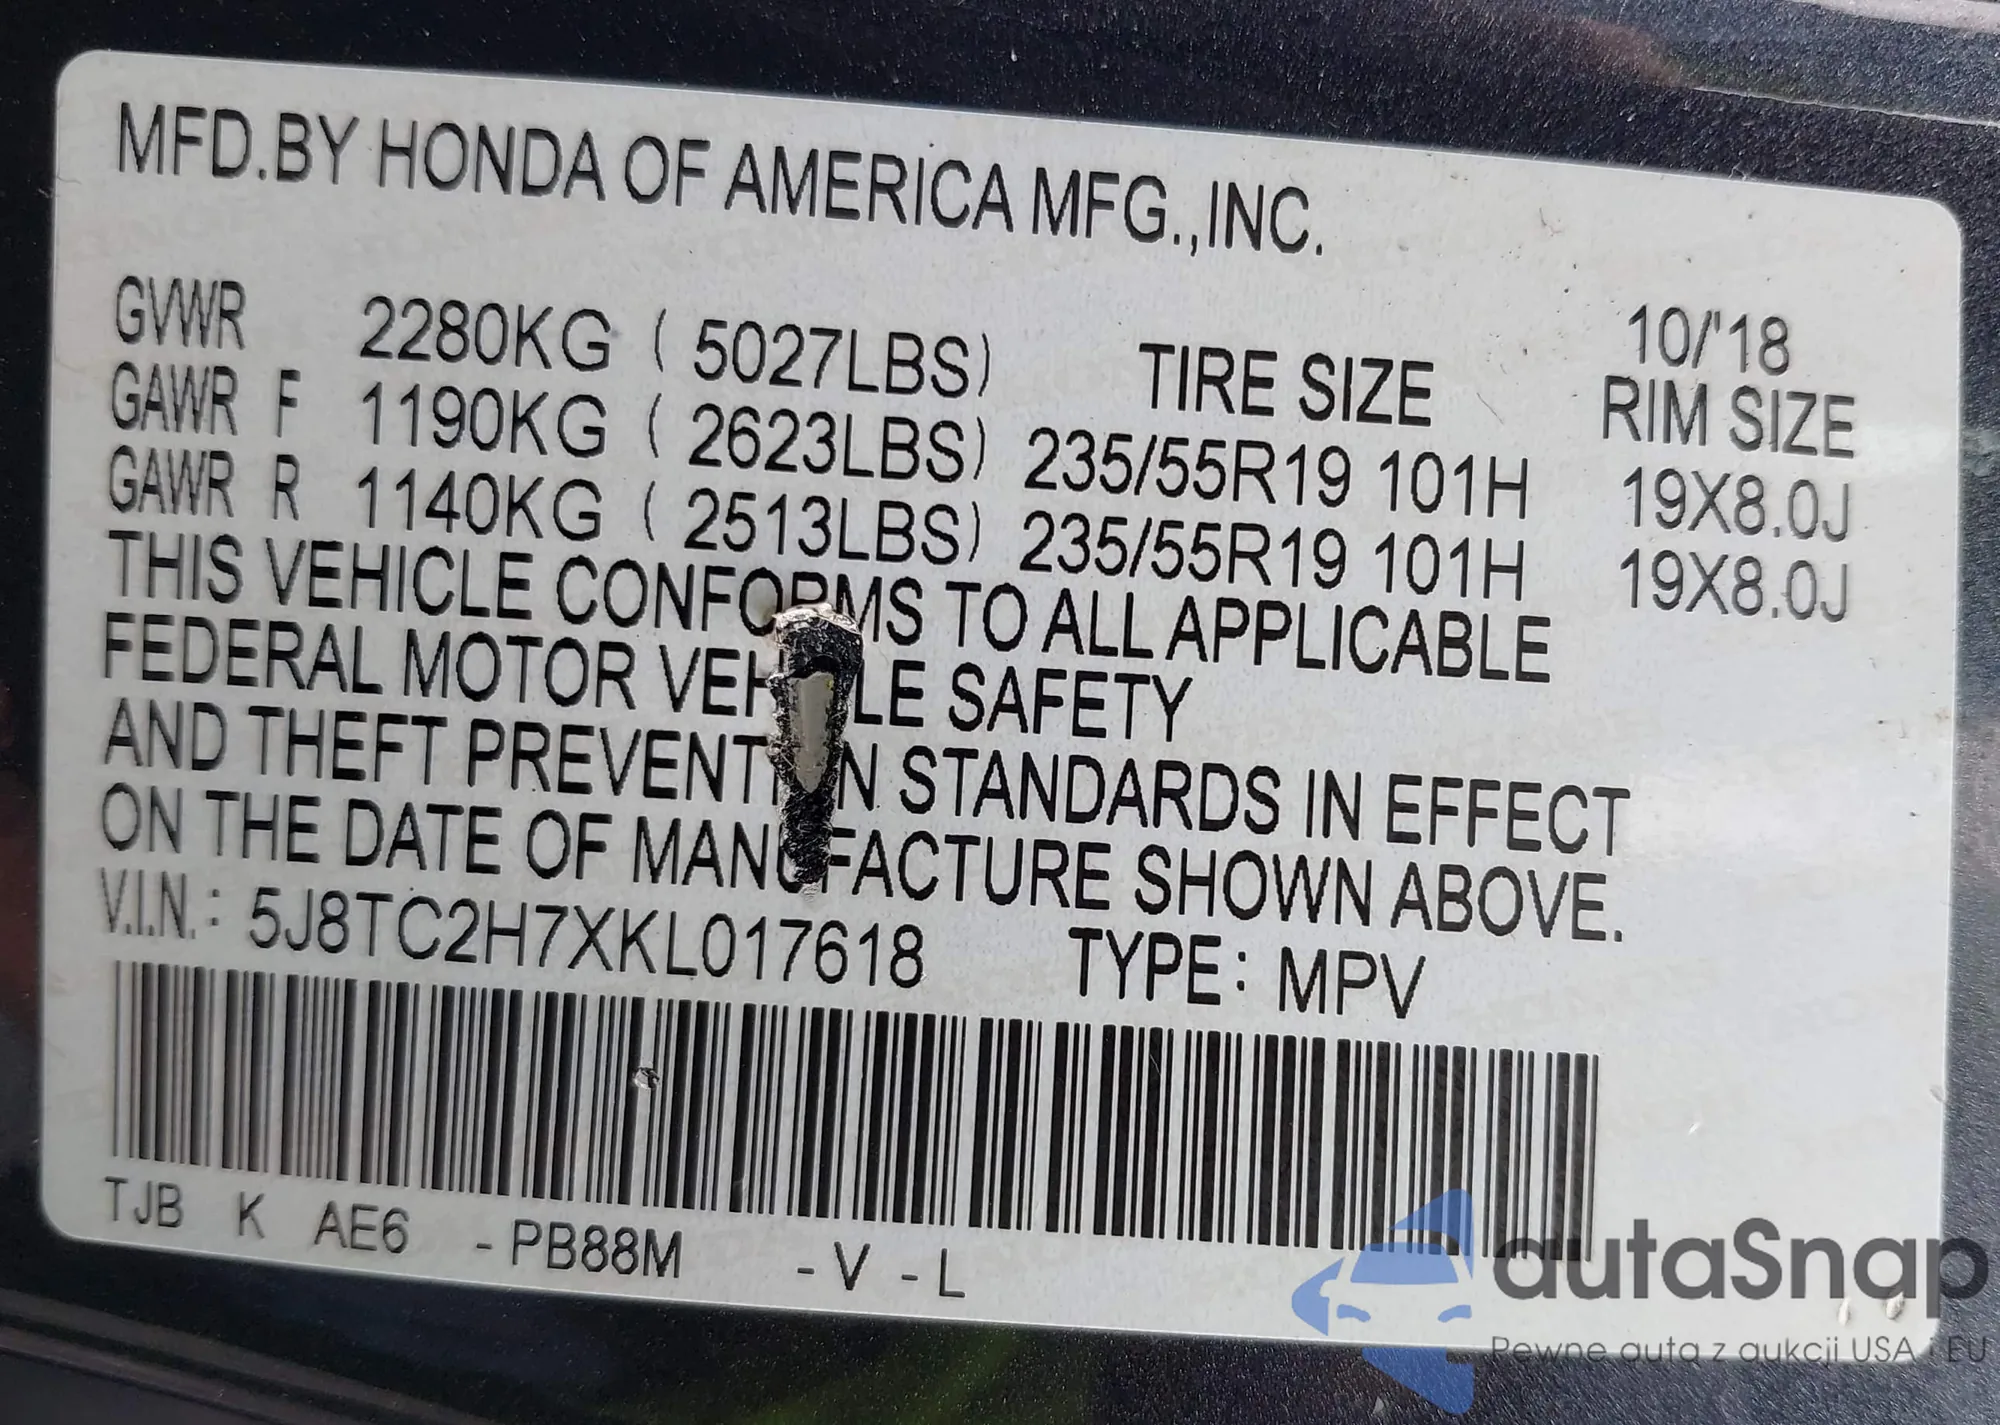 MFD.BY HONDA OF AMERICA MFG.,INC.
10/'18
GVWR 2280KG ( 5027LBS) TIRE SIZE RIM SIZE
GAWR F 1190KG ( 2623LBS) 235/55R19 101H 19X8.0J
GAWR R 1140KG ( 2513LBS) 235/55R19 101H 19X8.0J
THIS VEHICLE CONFORMS TO ALL APPLICABLE
FEDERAL MOTOR VEHICLE SAFETY
AND THEFT PREVENTION STANDARDS IN EFFECT
ON THE DATE OF MANUFACTURE SHOWN ABOVE.
V.I.N.: 5J8TC2H7XKL017618 TYPE: MPV
TJB K AE6 -PB88M -V -L
autaSnap
Pewne auta z aukcji USA i EU